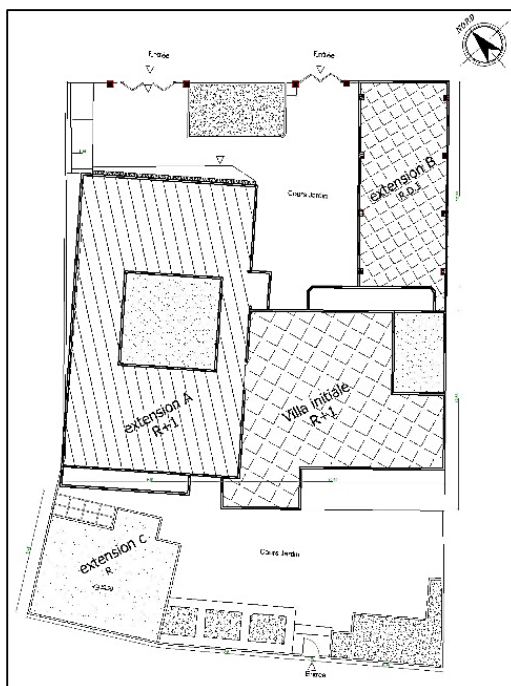 NORD
Entrée
Entrée
extension B
R.D.J
Cours Jardin
Villa initiale
R+1
extension A
R+1
extension c
R
Cours Jardin
Entrée